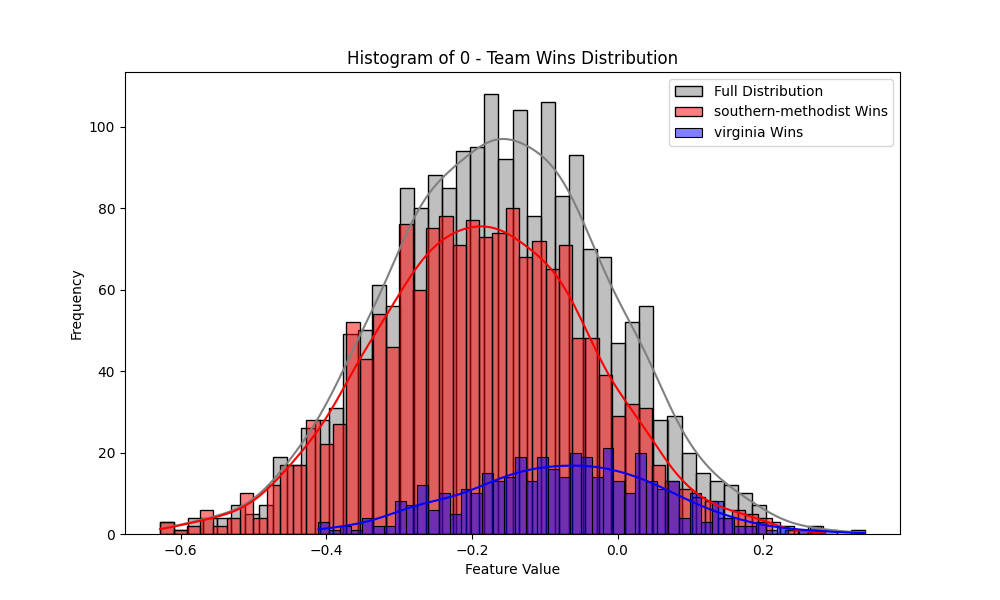 Histogram of 0 - Team Wins Distribution
Full Distribution
southern-methodist Wins
virginia Wins
Frequency
100
80
60
40
20
0
−0.6 −0.4 −0.2 0.0 0.2
Feature Value